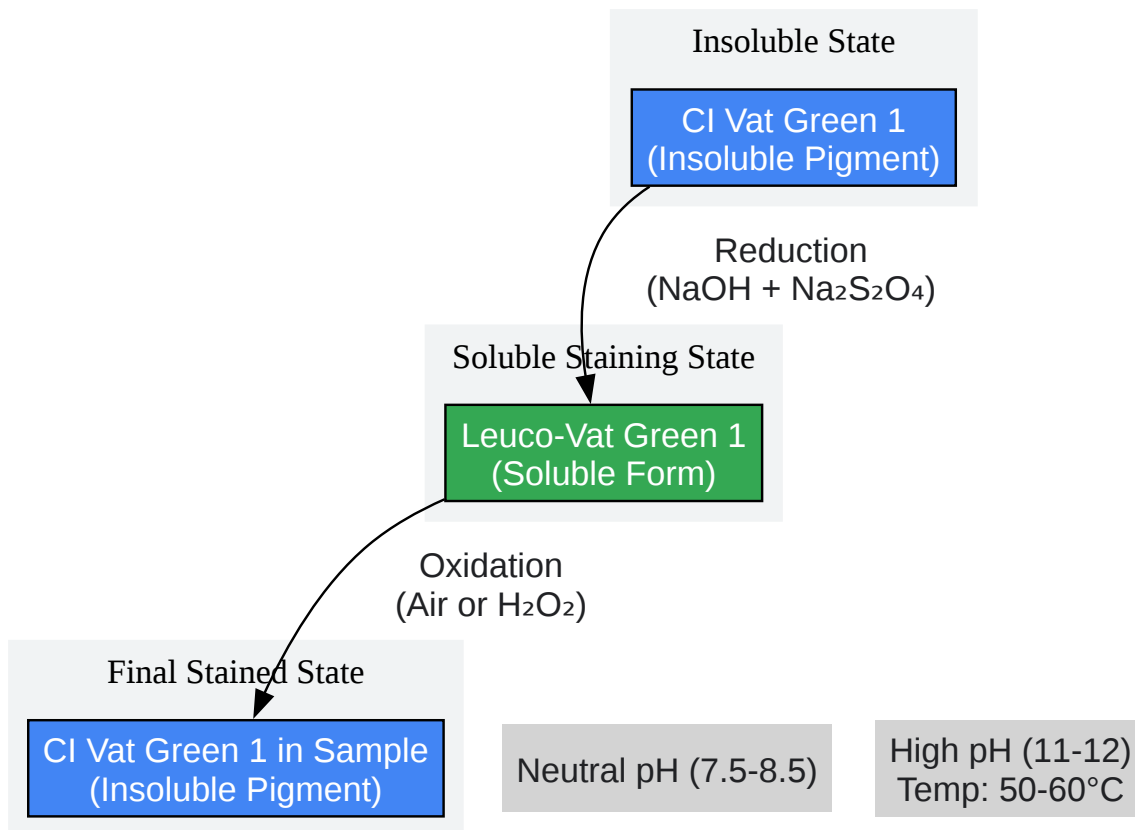 Insoluble State
CI Vat Green 1
(Insoluble Pigment)
Reduction
(NaOH + Na₂S₂O₄)
Soluble Staining State
Leuco-Vat Green 1
(Soluble Form)
Oxidation
(Air or H₂O₂)
Final Stained State
CI Vat Green 1 in Sample
(Insoluble Pigment)
Neutral pH (7.5-8.5)
High pH (11-12)
Temp: 50-60°C